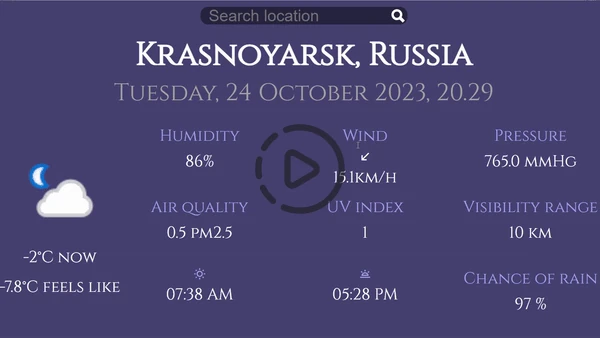 Search location
Krasnoyarsk, Russia
Tuesday, 24 October 2023, 20.29
Humidity
86%
Wind
15.1km/h
Pressure
765.0 mmHg
Air quality
0.5 pm2.5
UV index
1
Visibility range
10 km
-2°C now
-7.8°C feels like
07:38 AM
05:28 PM
Chance of rain
97 %